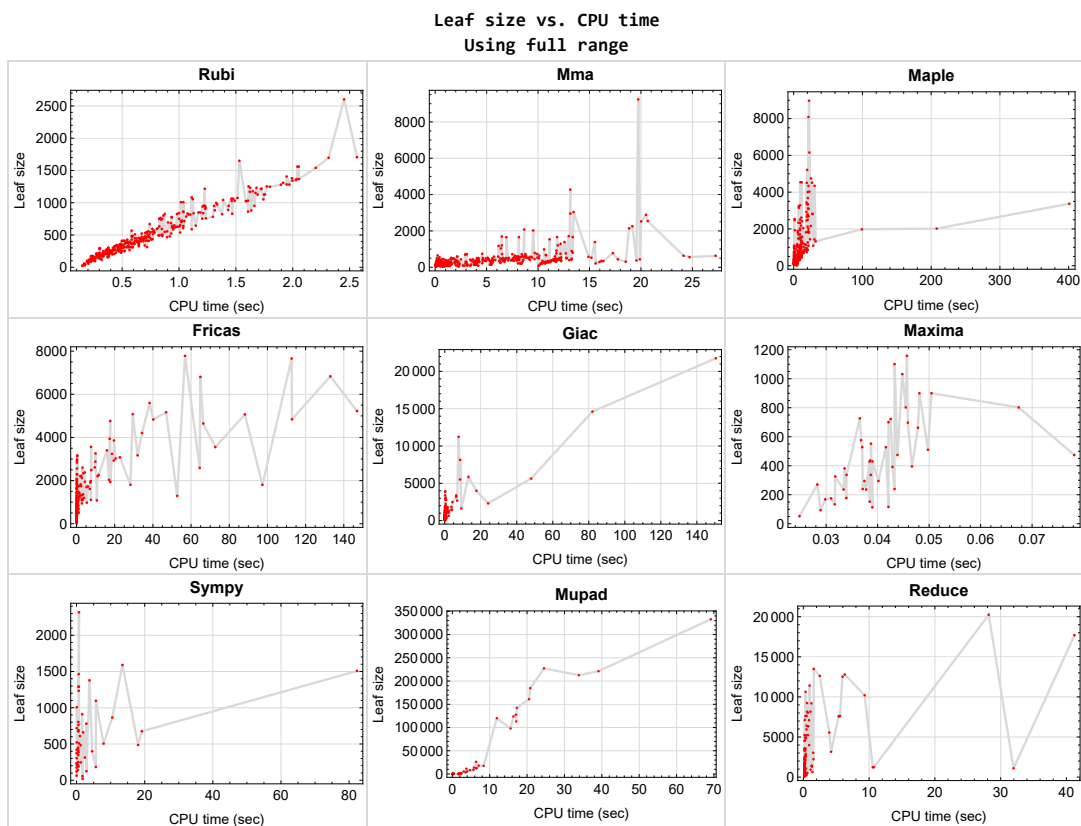 Leaf size vs. CPU time
Using full range
Rubi
Leaf size
2500
2000
1500
1000
500
0
0.5 1.0 1.5 2.0 2.5
CPU time (sec)
Mma
Leaf size
8000
6000
4000
2000
0
0 5 10 15 20 25
CPU time (sec)
Maple
Leaf size
8000
6000
4000
2000
0
0 100 200 300 400
CPU time (sec)
Fricas
Leaf size
8000
6000
4000
2000
0
0 20 40 60 80 100 120 140
CPU time (sec)
Giac
Leaf size
20 000
15 000
10 000
5000
0
0 50 100 150
CPU time (sec)
Maxima
Leaf size
1200
1000
800
600
400
200
0
0.03 0.04 0.05 0.06 0.07
CPU time (sec)
Sympy
Leaf size
2000
1500
1000
500
0
0 20 40 60 80
CPU time (sec)
Mupad
Leaf size
350 000
300 000
250 000
200 000
150 000
100 000
50 000
0
0 10 20 30 40 50 60 70
CPU time (sec)
Reduce
Leaf size
20 000
15 000
10 000
5000
0
0 10 20 30 40
CPU time (sec)